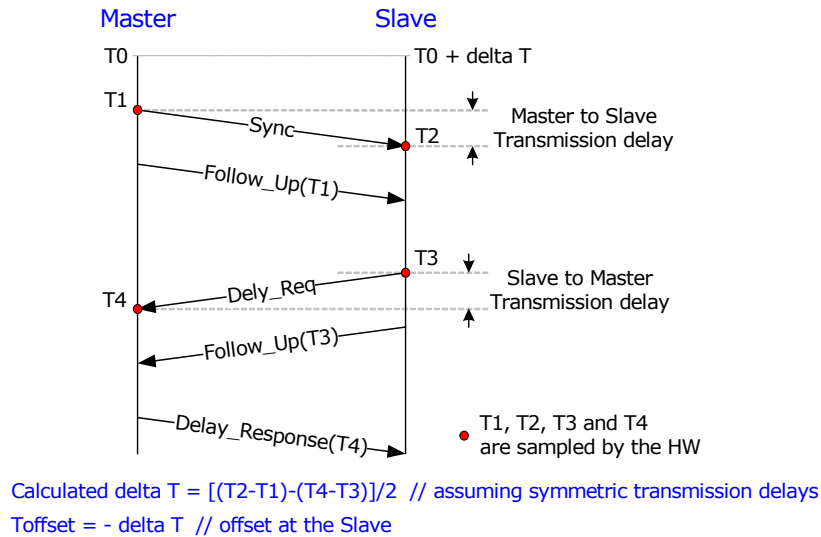 Master Slave
T0 T0 + delta T
T1
Sync
T2
Master to Slave
Transmission delay
Follow_Up(T1)
T3
Dely_Req
T4
Slave to Master
Transmission delay
Follow_Up(T3)
Delay_Response(T4)
T1, T2, T3 and T4
are sampled by the HW
Calculated delta T = [(T2-T1)-(T4-T3)]/2 // assuming symmetric transmission delays
Toffset = - delta T // offset at the Slave